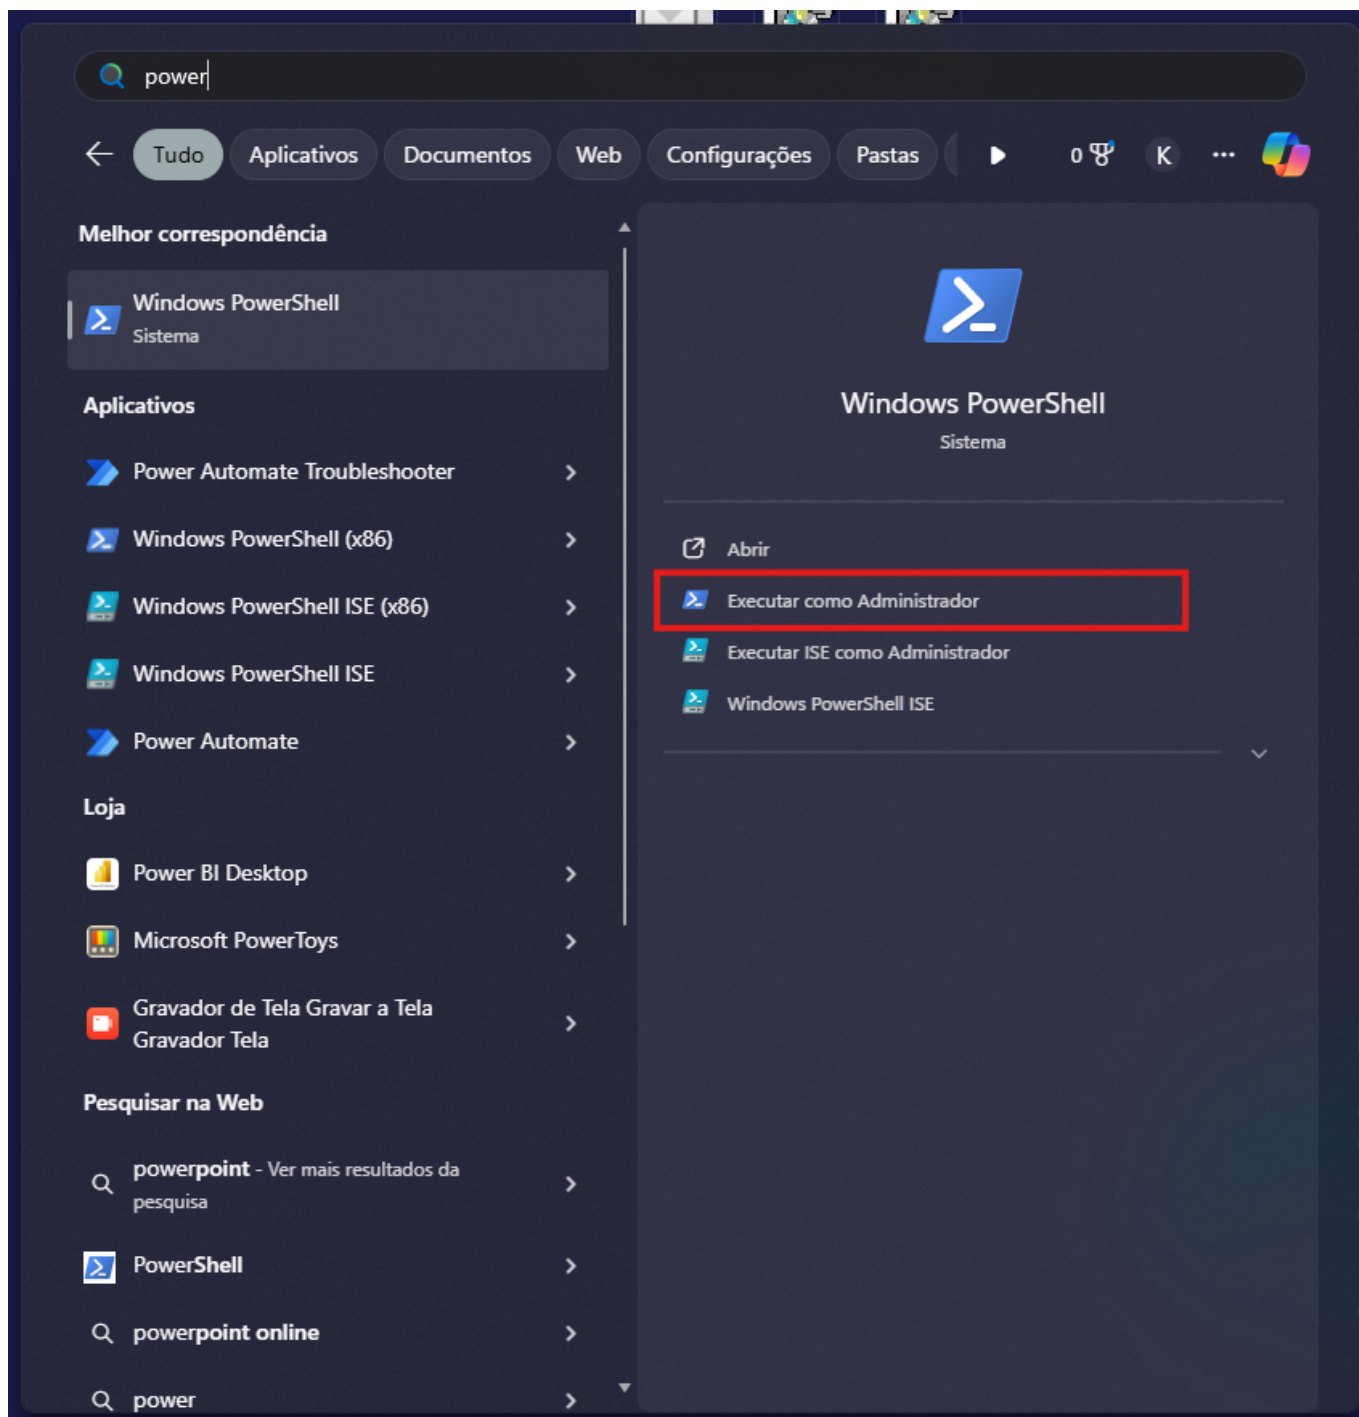 power
Tudo
Aplicativos
Documentos
Web
Configurações
Pastas
0
K
Melhor correspondência
Windows PowerShell
Sistema
Aplicativos
Power Automate Troubleshooter
Windows PowerShell (x86)
Windows PowerShell ISE (x86)
Windows PowerShell ISE
Power Automate
Loja
Power BI Desktop
Microsoft PowerToys
Gravador de Tela Gravar a Tela
Gravador Tela
Pesquisar na Web
powerpoint - Ver mais resultados da
pesquisa
PowerShell
powerpoint online
power
Windows PowerShell
Sistema
Abrir
Executar como Administrador
Executar ISE como Administrador
Windows PowerShell ISE